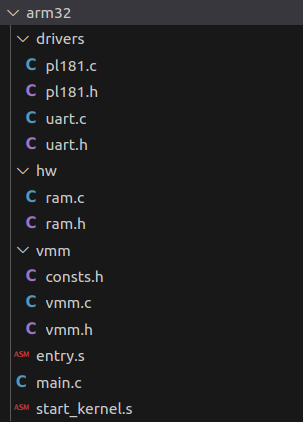 arm32
drivers
C pl181.c
C pl181.h
C uart.c
C uart.h
hw
C ram.c
C ram.h
vmm
C consts.h
C vmm.c
C vmm.h
ASM entry.s
C main.c
ASM start_kernel.s